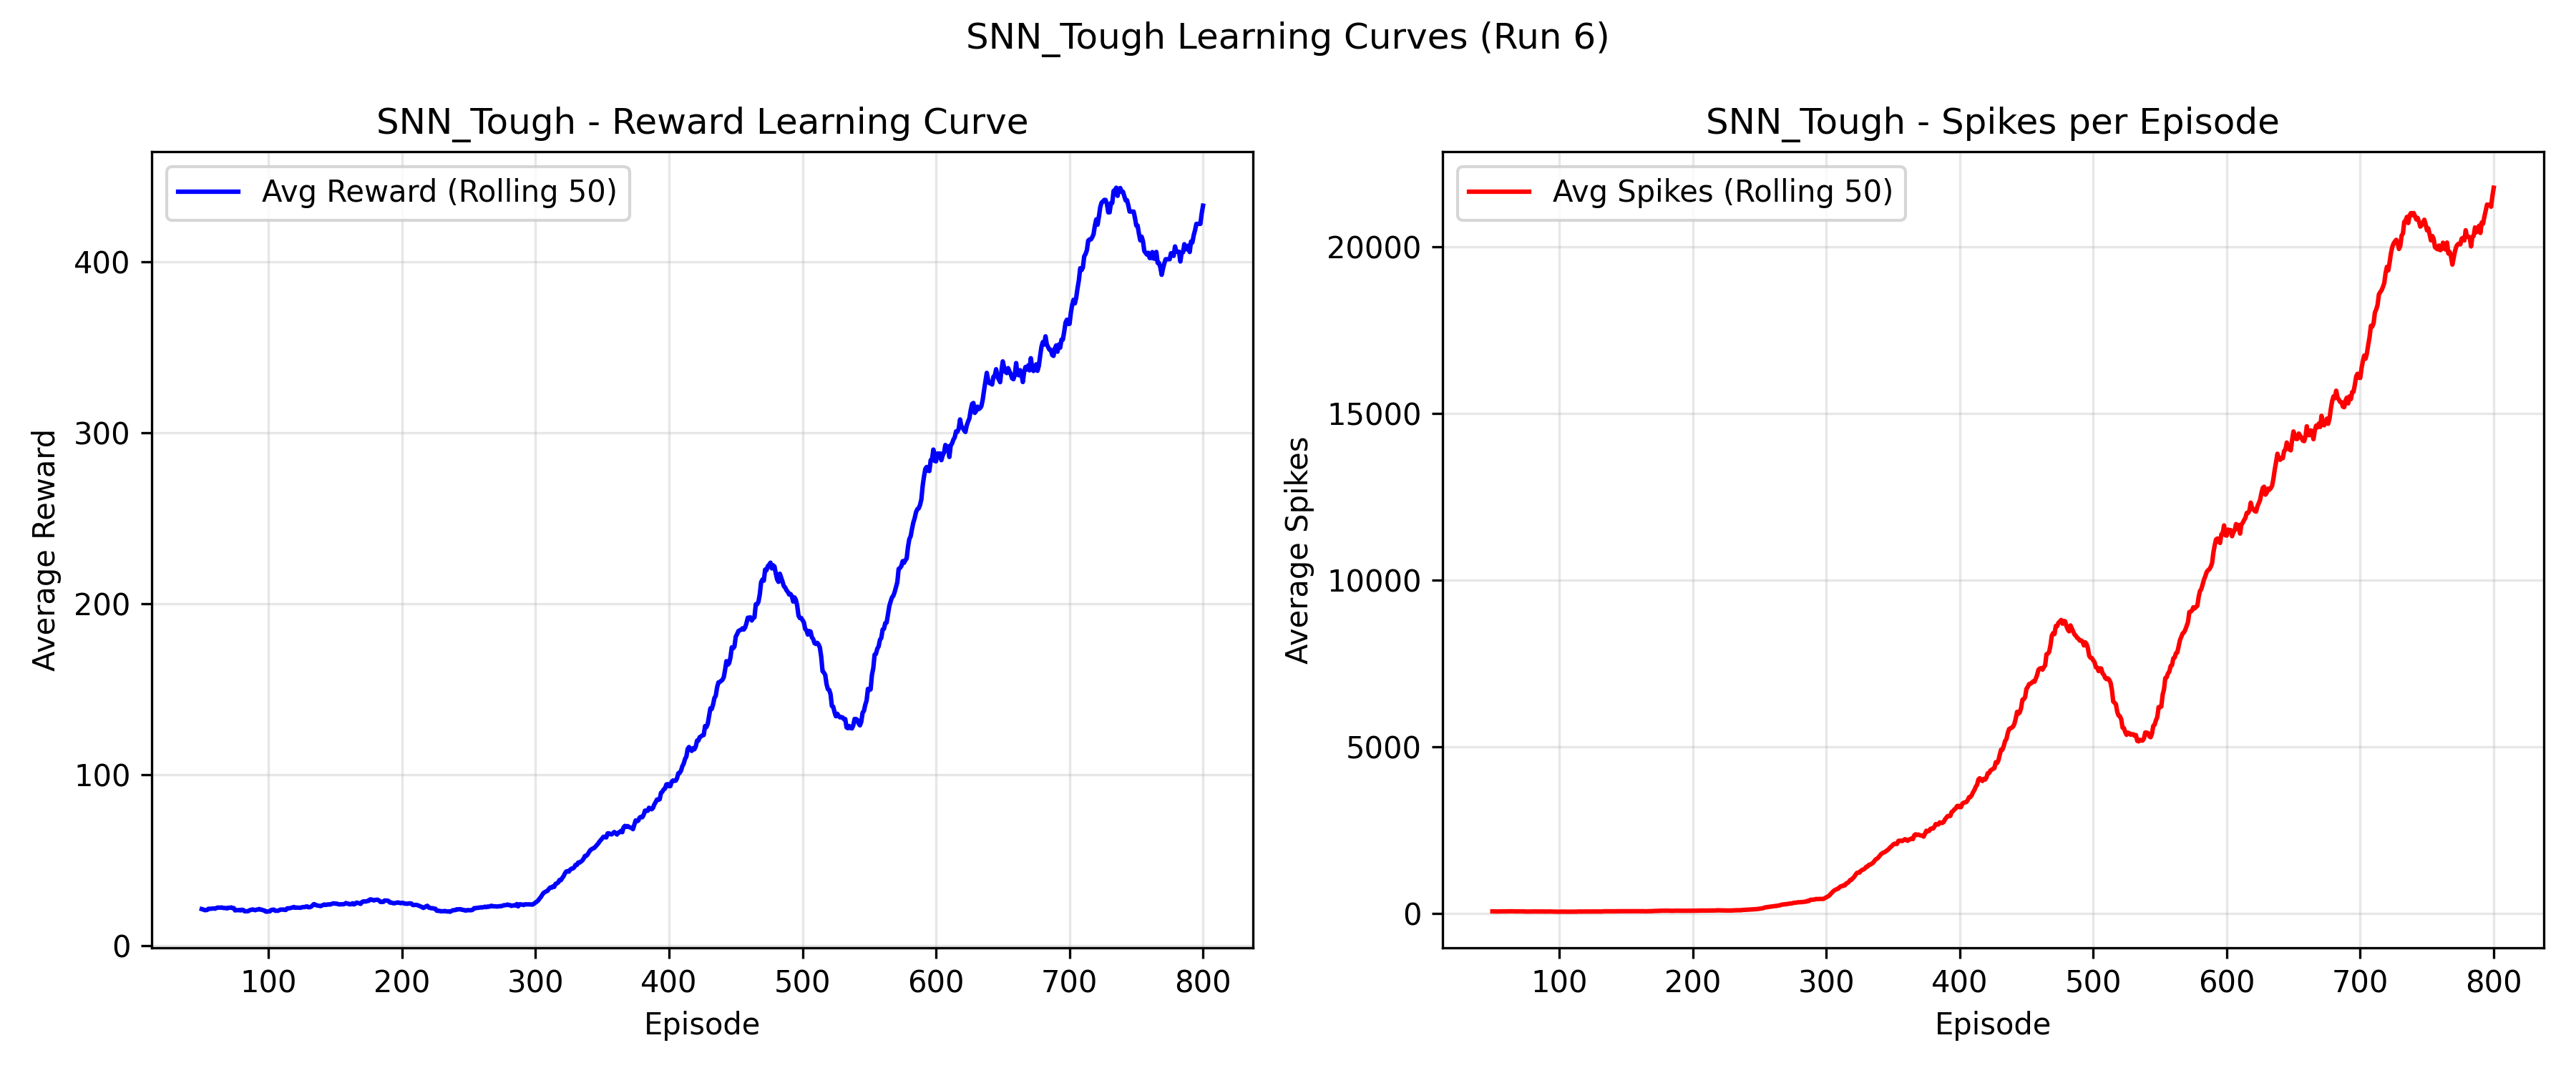 SNN_Tough Learning Curves (Run 6)
SNN_Tough - Reward Learning Curve
Avg Reward (Rolling 50)
Average Reward
400
300
200
100
0
100 200 300 400 500 600 700 800
Episode
SNN_Tough - Spikes per Episode
Avg Spikes (Rolling 50)
Average Spikes
20000
15000
10000
5000
0
100 200 300 400 500 600 700 800
Episode